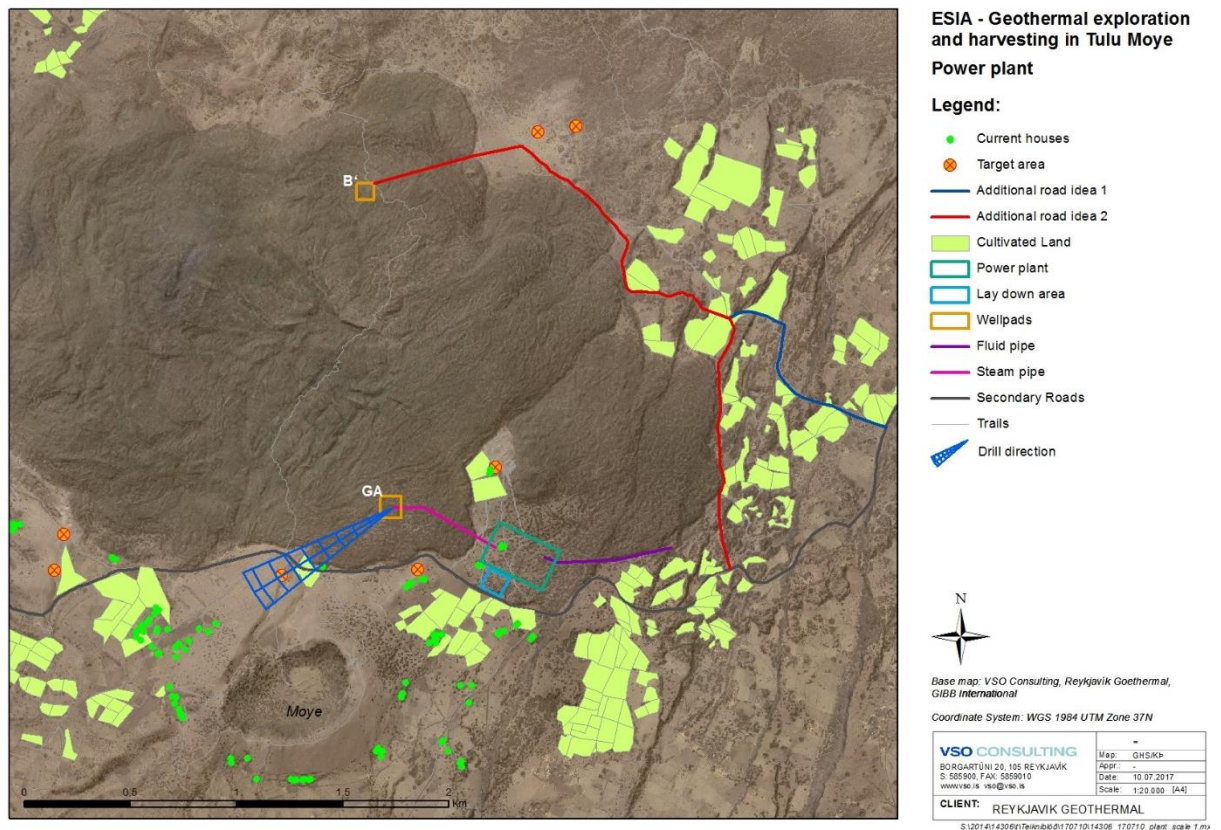 ESIA - Geothermal exploration
and harvesting in Tulu Moye
Power plant
Legend:
Current houses
Target area
Additional road idea 1
Additional road idea 2
Cultivated Land
Power plant
Lay down area
Wellpads
Fluid pipe
Steam pipe
Secondary Roads
Trails
Drill direction
B'
GA
Moye
0 0.5 1 1.5 2
Km
N
Base map: VSO Consulting, Reykjavík Goethermal,
GIBB International
Coordinate System: WGS 1984 UTM Zone 37N
VSO CONSULTING
BORGARTÚNI 20, 105 REYKJAVÍK
S: 585900, FAX: 5859010
www.vso.is vso@vso.is
-
Map: GHS/KÞ
Appr.: -
Date: 10.07.2017
Scale: 1:20.000 [A4]
CLIENT: REYKJAVIK GEOTHERMAL